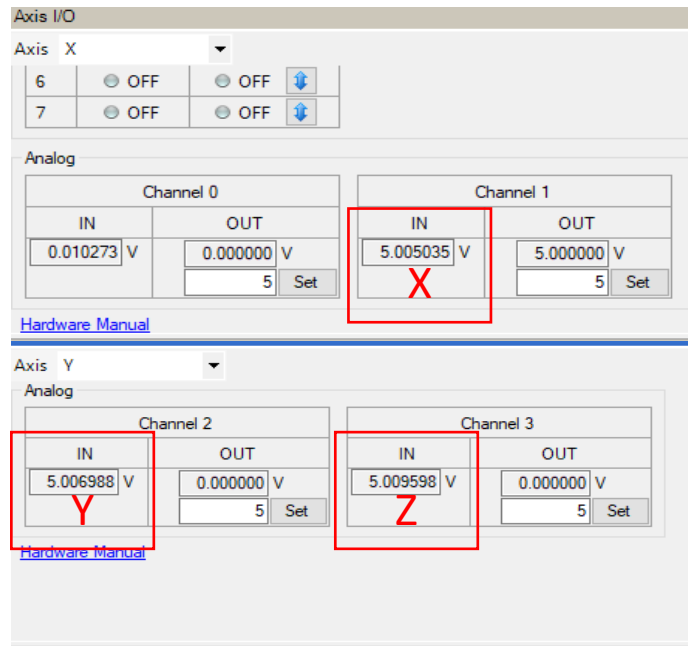 Axis I/O
Axis X
6 OFF OFF
7 OFF OFF
Analog
Channel 0 Channel 1
IN OUT IN OUT
0.010273 V 0.000000 V 5.005035 V 5.000000 V
5 Set X 5 Set
Hardware Manual
Axis Y
Analog
Channel 2 Channel 3
IN OUT IN OUT
5.006988 V 0.000000 V 5.009598 V 0.000000 V
Y 5 Set Z 5 Set
Hardware Manual